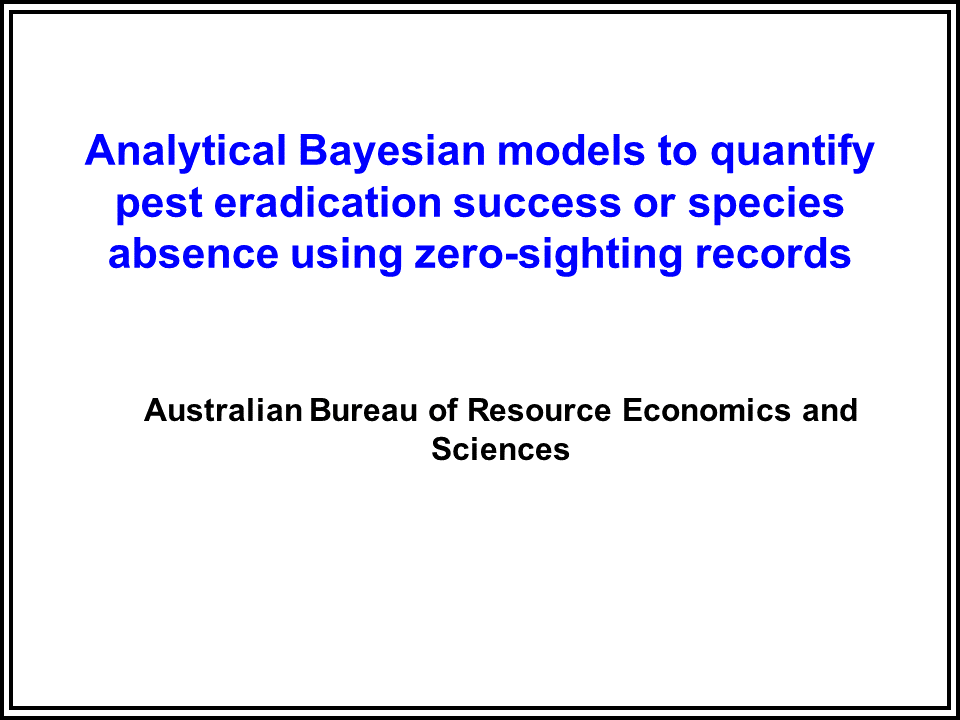 Analytical Bayesian models to quantify
pest eradication success or species
absence using zero-sighting records
Australian Bureau of Resource Economics and
Sciences